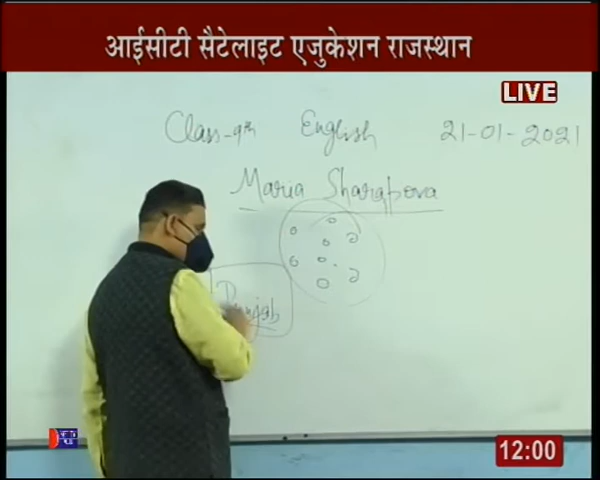 आईसीटी सैटेलाइट एजुकेशन राजस्थान
LIVE
Class-9th English 21-01-2021
Maria Sharapova
Punjab
12:00